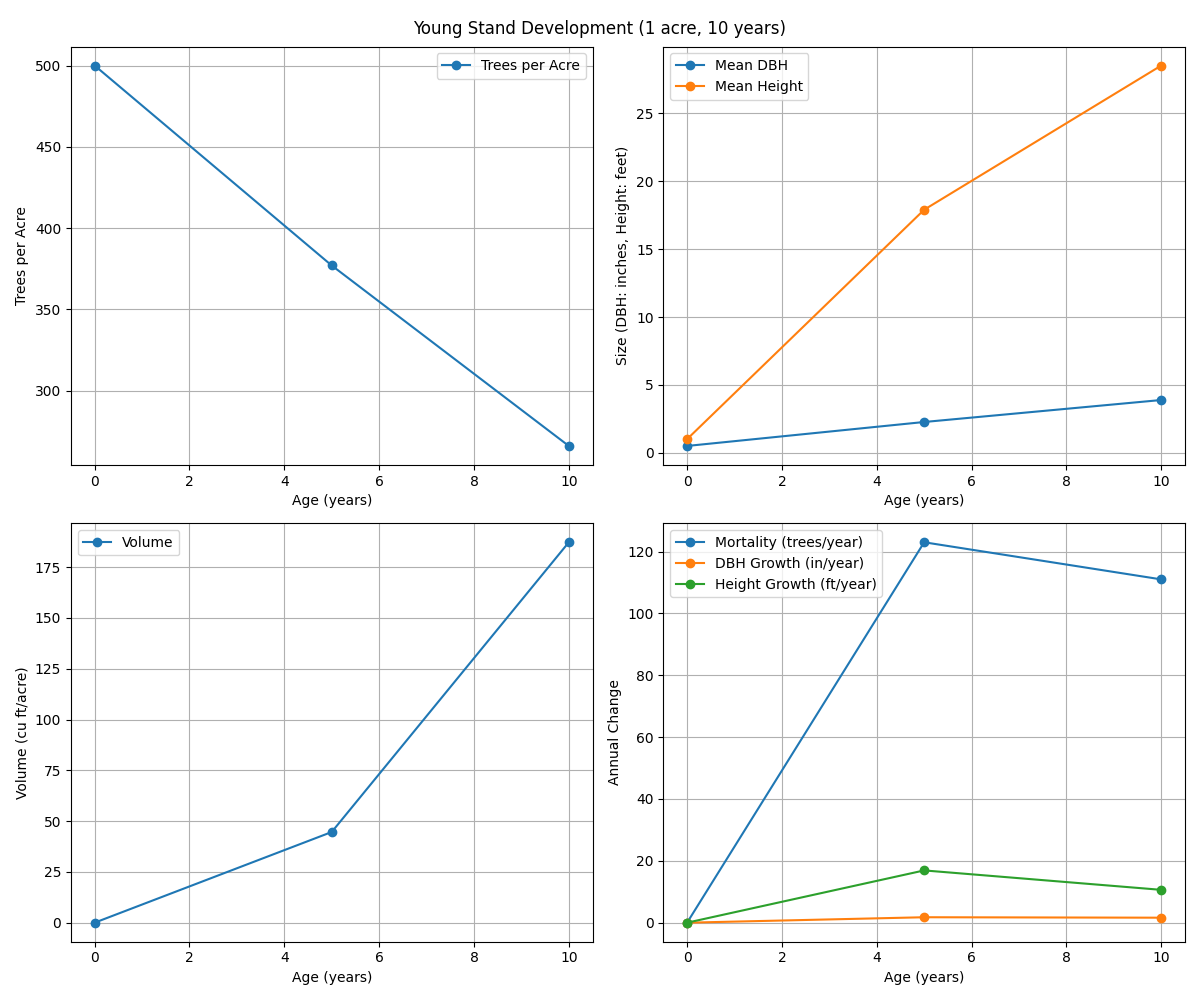 Young Stand Development (1 acre, 10 years)
Trees per Acre
500
450
400
350
300
Trees per Acre
0 2 4 6 8 10
Age (years)
Mean DBH
Mean Height
25
20
15
10
5
0
Size (DBH: inches, Height: feet)
0 2 4 6 8 10
Age (years)
Volume
175
150
125
100
75
50
25
0
Volume (cu ft/acre)
0 2 4 6 8 10
Age (years)
Mortality (trees/year)
DBH Growth (in/year)
Height Growth (ft/year)
120
100
80
60
40
20
0
Annual Change
0 2 4 6 8 10
Age (years)